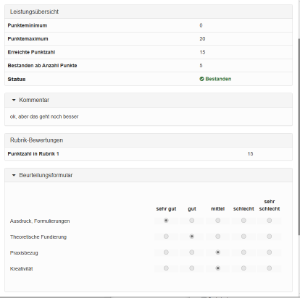 Leistungsübersicht
Punkteminimum 0
Punktemaximum 20
Erreichte Punktzahl 15
Bestanden ab Anzahl Punkte
Status Bestanden
Kommentar
ok, aber das geht noch besser
Rubrik-Bewertungen
Punktzahl in Rubrik 1 15
Beurteilungsformular
sehr gut gut mittel schlecht sehr schlecht
Ausdruck, Formulierungen
Theoretische Fundierung
Praxisbezug
Kreativität